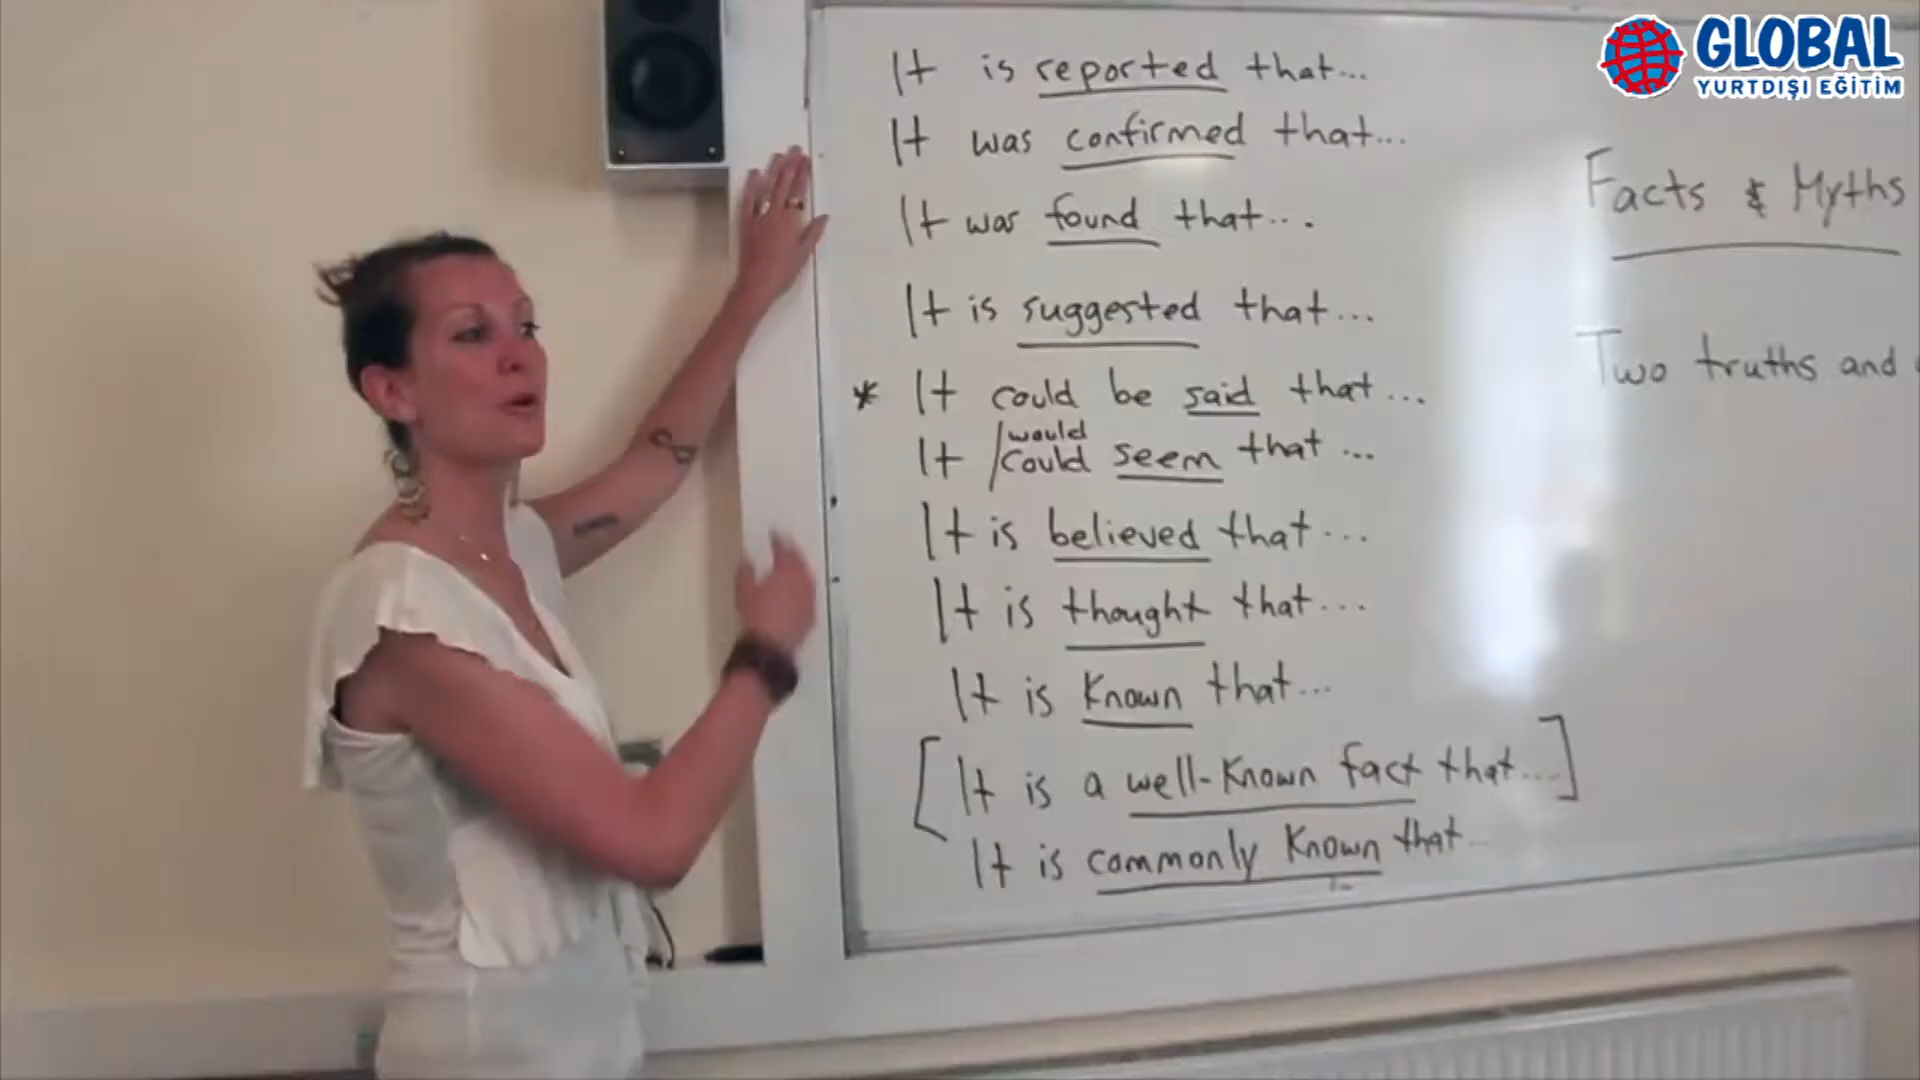 It is reported that...
It was confirmed that...
It was found that...
It is suggested that...
* It could be said that...
It would/could seem that...
It is believed that...
It is thought that...
It is known that...
[It is a well-known fact that...]
It is commonly known that...
Facts & Myths
Two truths and
GLOBAL
YURTDIŞI EĞİTİM